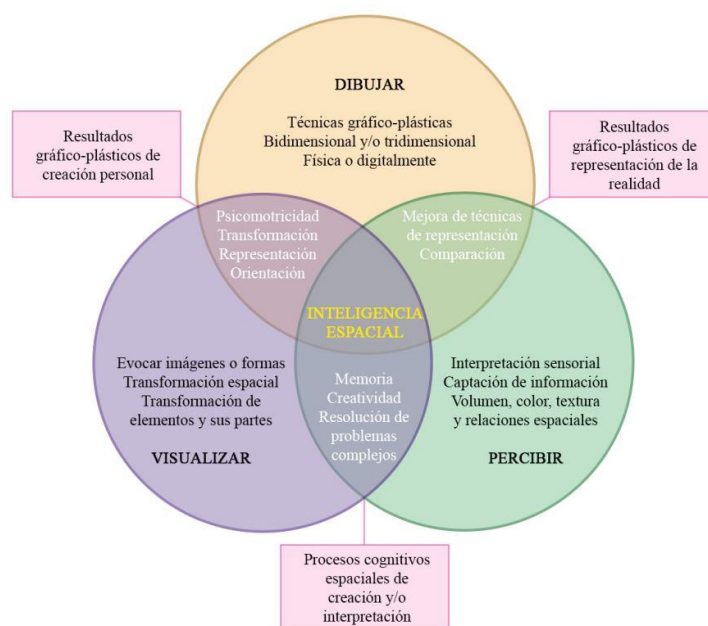 DIBUJAR
Técnicas gráfico-plásticas
Bidimensional y/o tridimensional
Física o digitalmente
Resultados
gráfico-plásticos de
creación personal
Resultados
gráfico-plásticos de
representación de la
realidad
Psicomotricidad
Transformación
Representación
Orientación
Mejora de técnicas
de representación
Comparación
INTELIGENCIA
ESPACIAL
Evocar imágenes o formas
Transformación espacial
Transformación de
elementos y sus partes
VISUALIZAR
Memoria
Creatividad
Resolución de
problemas
complejos
Interpretación sensorial
Captación de información
Volumen, color, textura
y relaciones espaciales
PERCIBIR
Procesos cognitivos
espaciales de
creación y/o
interpretación